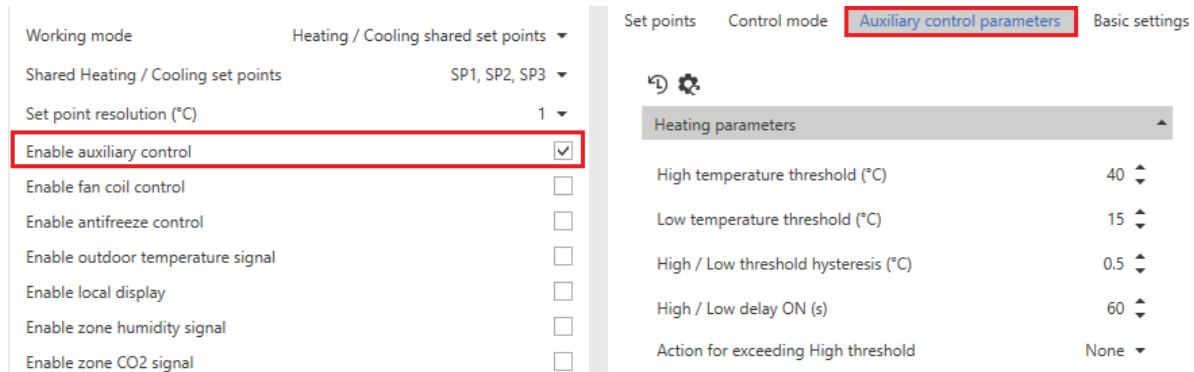 Working mode Heating / Cooling shared set points
Shared Heating / Cooling set points SP1, SP2, SP3
Set point resolution (°C) 1
Enable auxiliary control
Enable fan coil control
Enable antifreeze control
Enable outdoor temperature signal
Enable local display
Enable zone humidity signal
Enable zone CO2 signal
Set points Control mode Auxiliary control parameters Basic settings
Heating parameters
High temperature threshold (°C) 40
Low temperature threshold (°C) 15
High / Low threshold hysteresis (°C) 0.5
High / Low delay ON (s) 60
Action for exceeding High threshold None